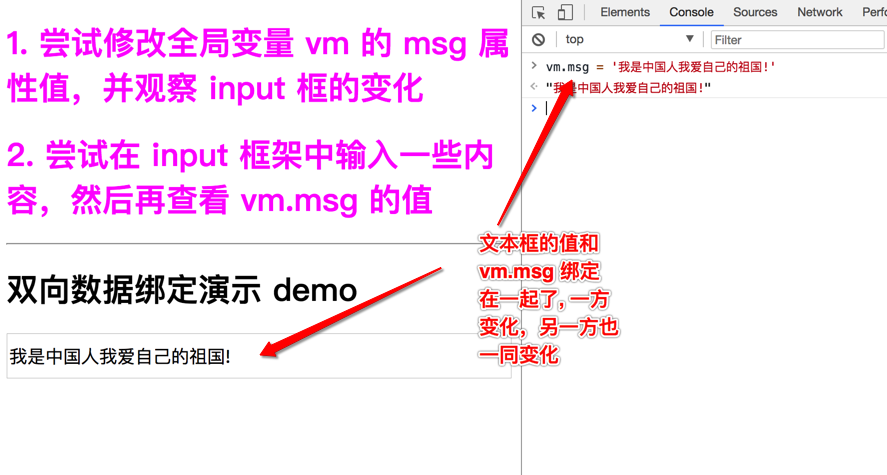 1. 尝试修改全局变量 vm 的 msg 属
性值，并观察 input 框的变化
2. 尝试在 input 框架中输入一些内
容，然后再查看 vm.msg 的值
双向数据绑定演示 demo
我是中国人我爱自己的祖国!
Elements Console Sources Network Perf
top ▼ Filter
> vm.msg = '我是中国人我爱自己的祖国!'
"我是中国人我爱自己的祖国!"
>
文本框的值和
vm.msg 绑定
在一起了, 一方
变化，另一方也
一同变化